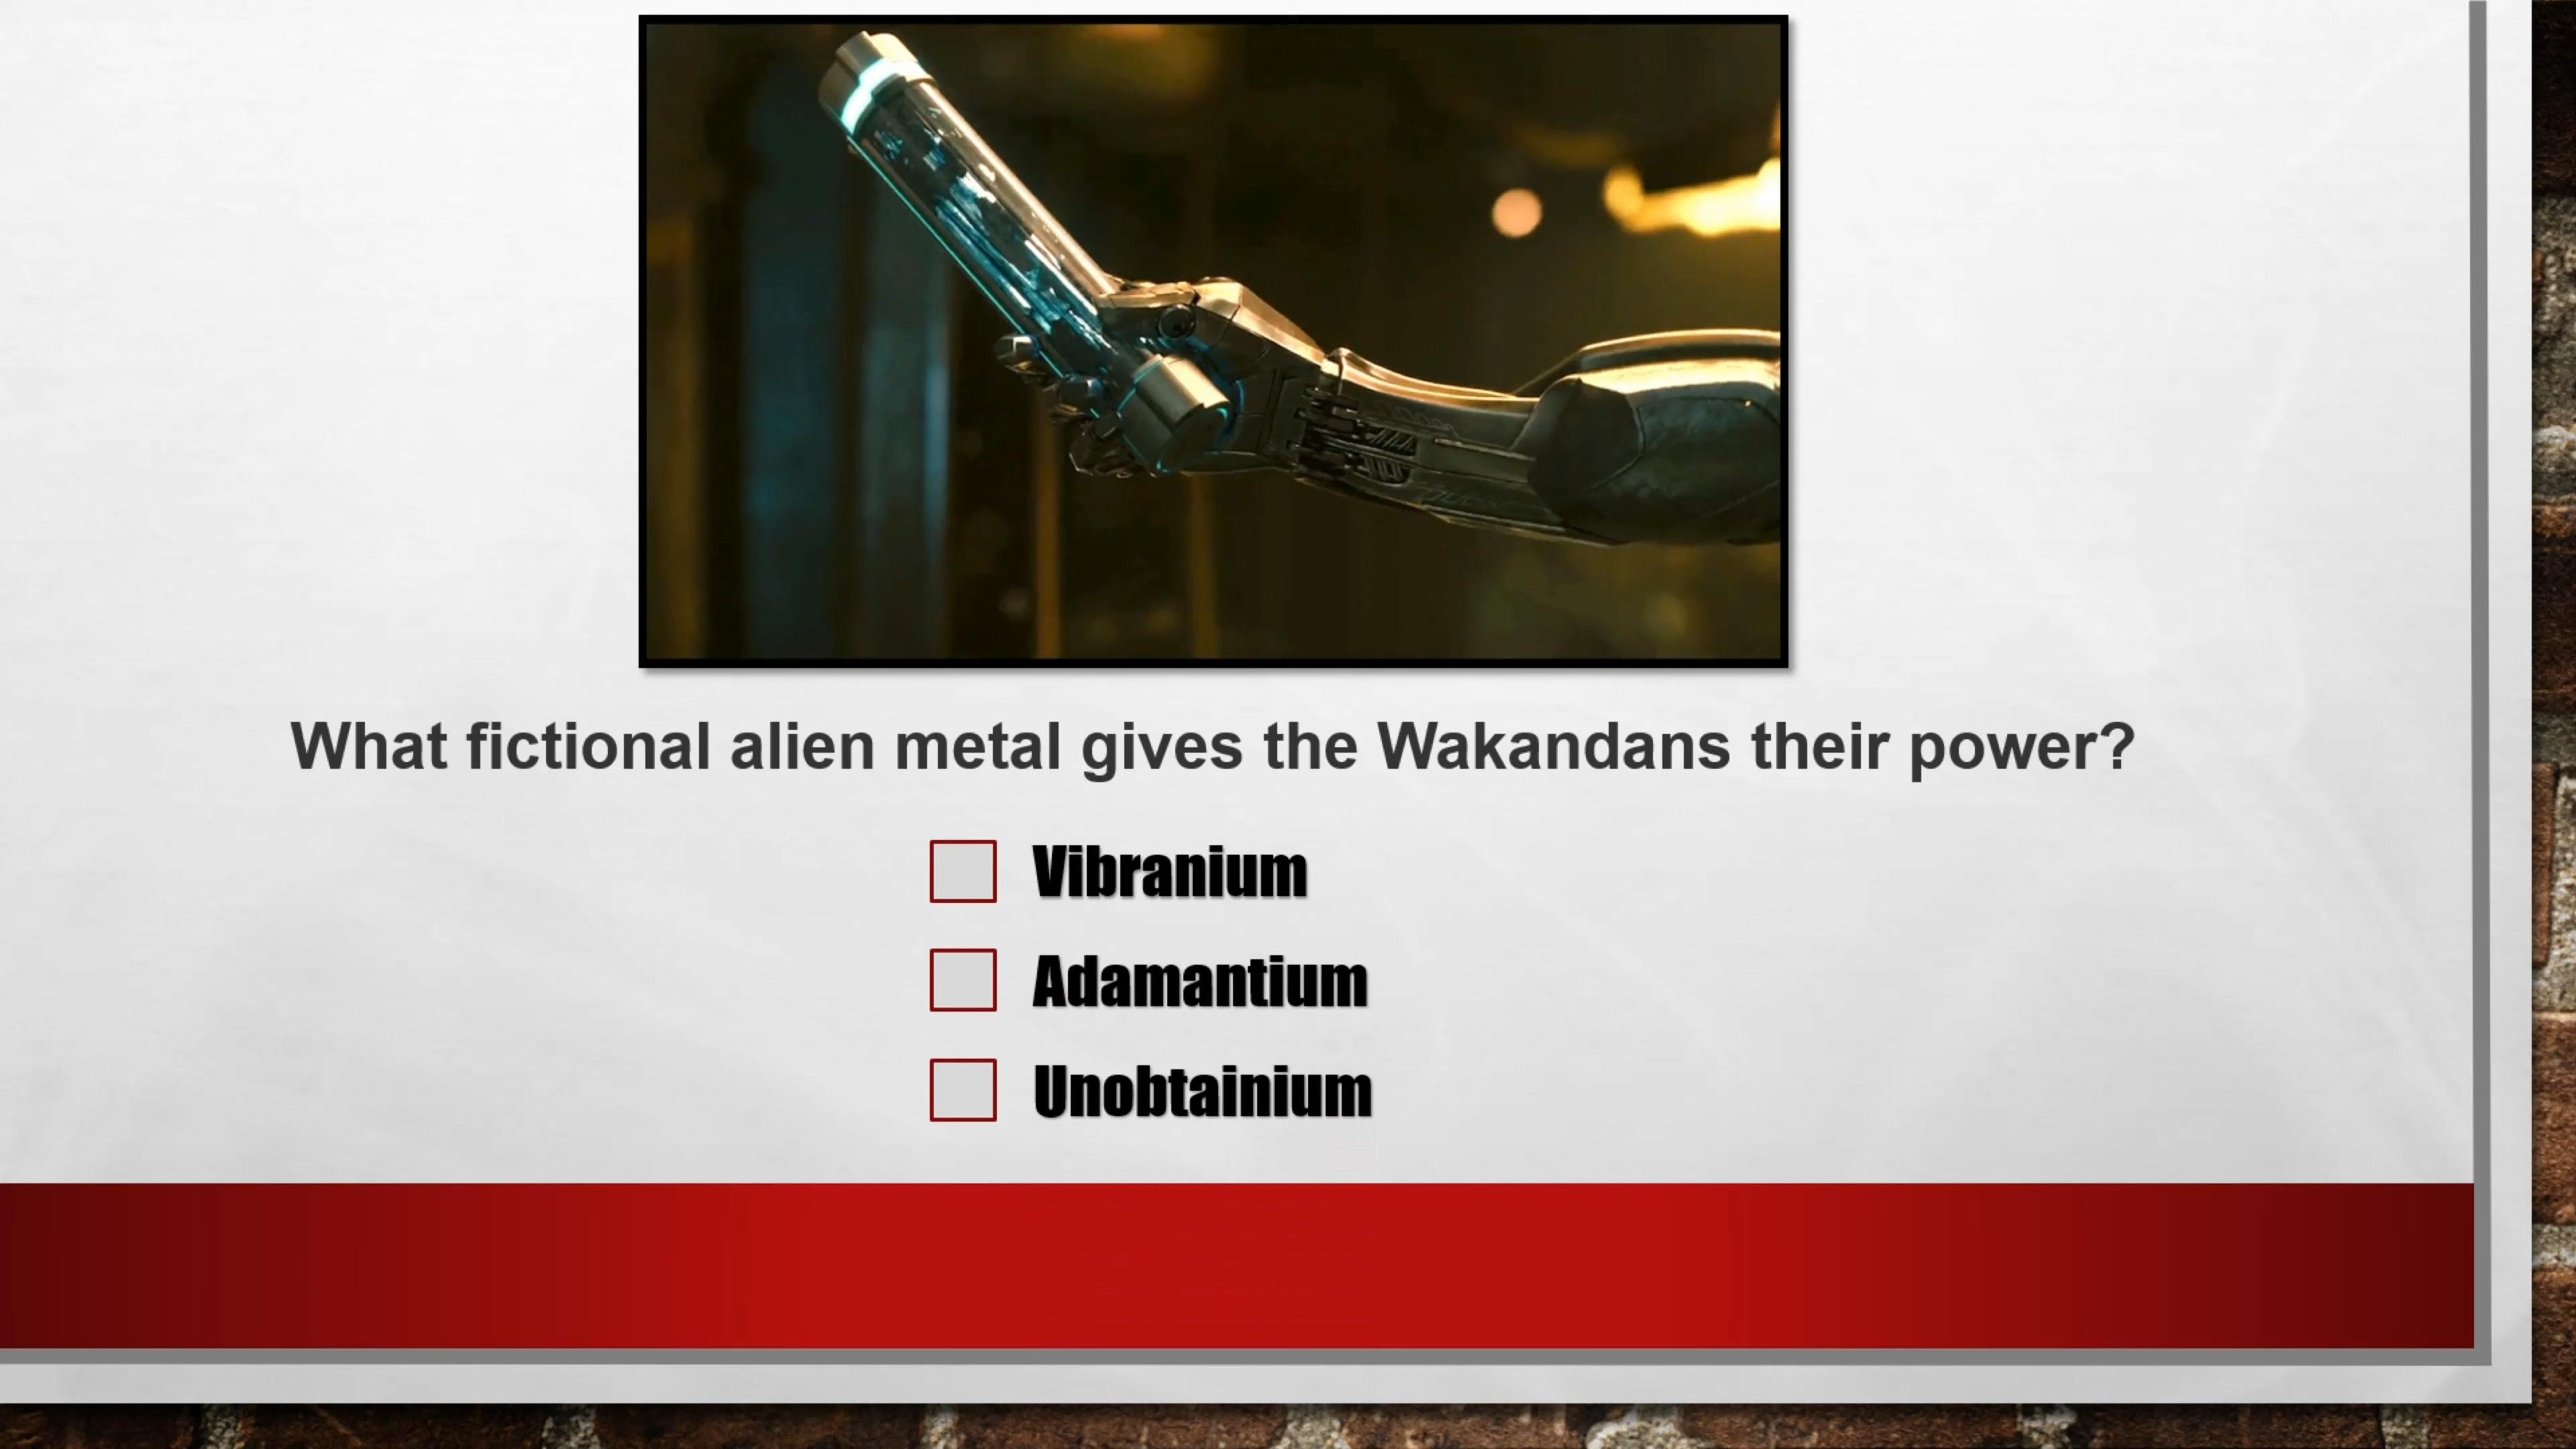 What fictional alien metal gives the Wakandans their power?
Vibranium
Adamantium
Unobtainium